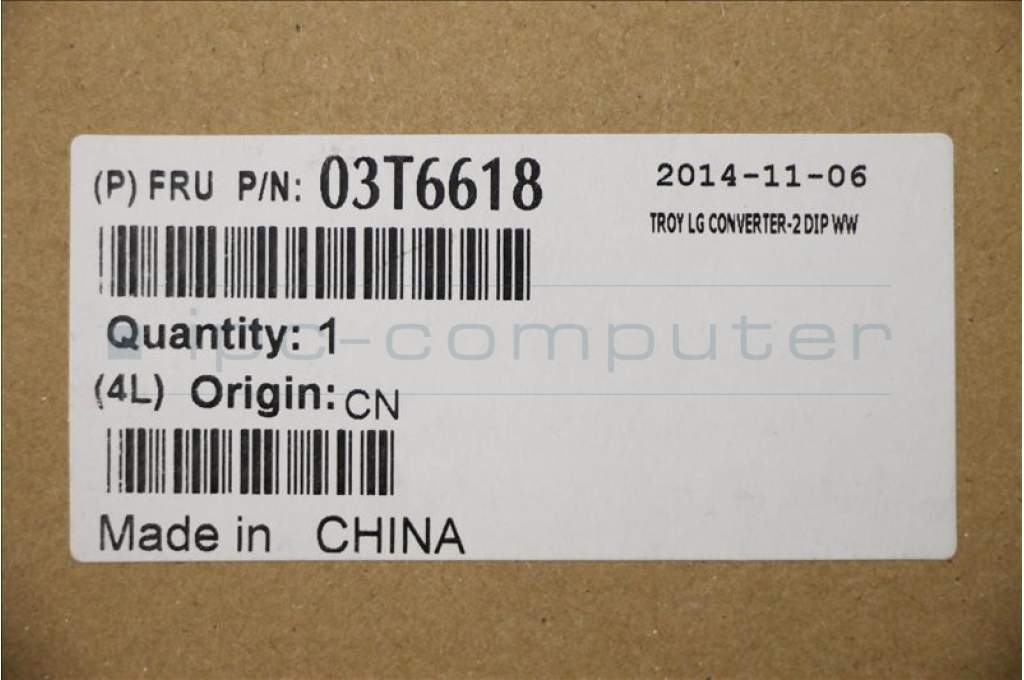 (P) FRU P/N: 03T6618
2014-11-06
TROY LG CONVERTER-2 DIP WW
ipc-computer
Quantity: 1
(4L) Origin: CN
Made in CHINA